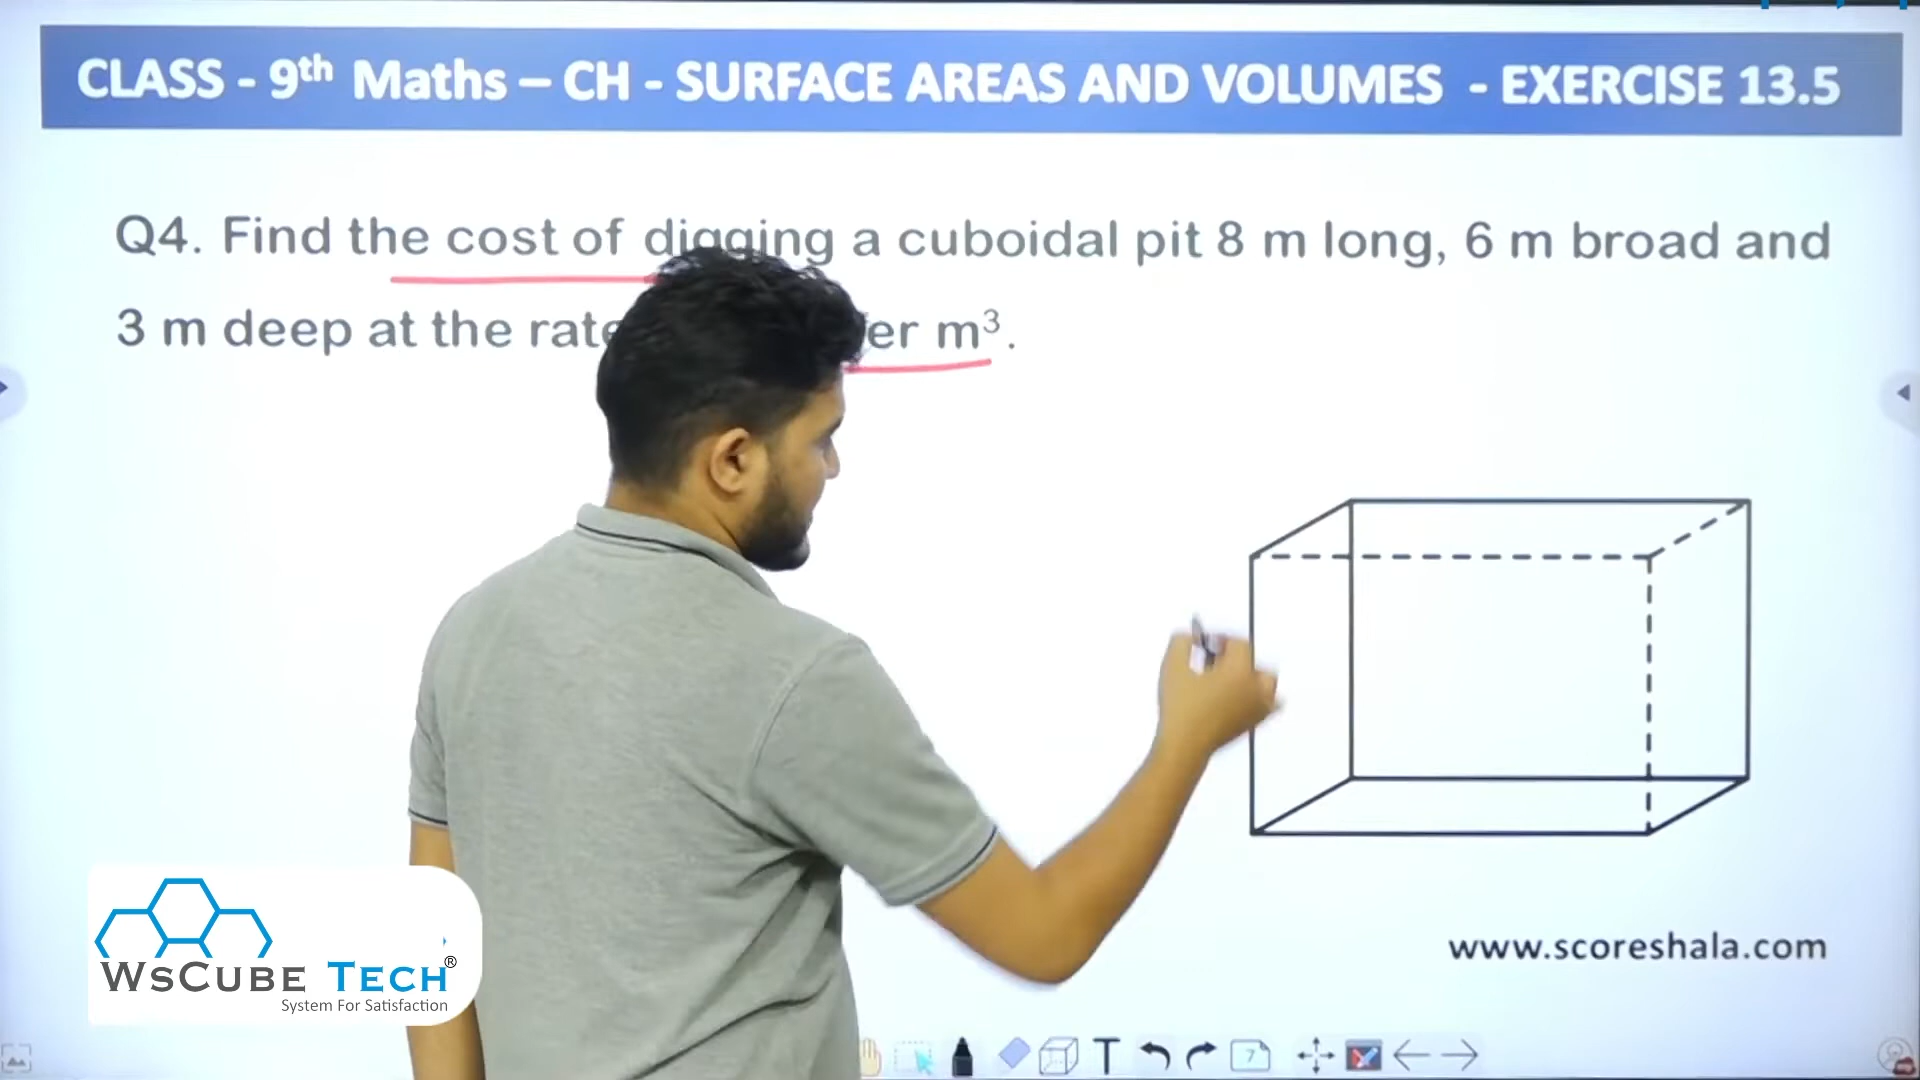 CLASS - 9th Maths – CH - SURFACE AREAS AND VOLUMES - EXERCISE 13.5
Q4. Find the cost of digging a cuboidal pit 8 m long, 6 m broad and
3 m deep at the rate er m³.
www.scoreshala.com
WsCube Tech®
System For Satisfaction
T
7